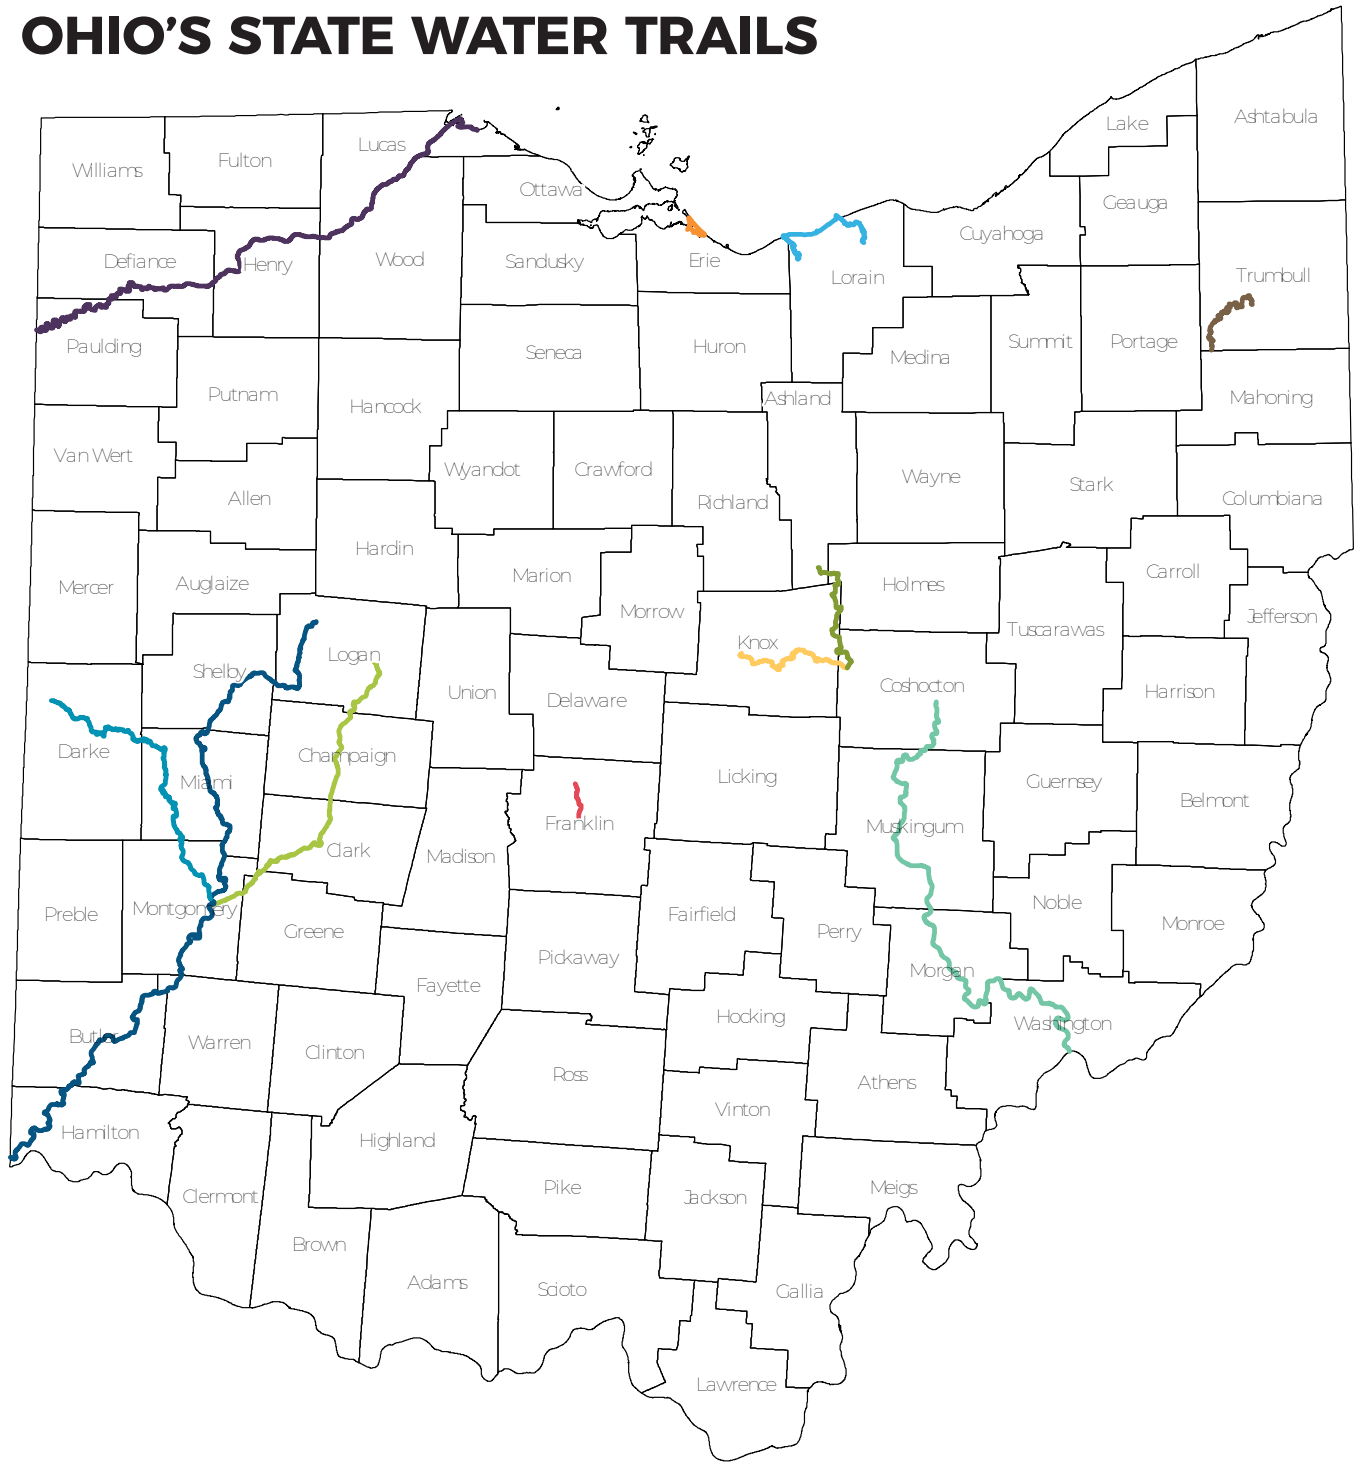 OHIO'S STATE WATER TRAILS
Ashtabula
Lake
Lucas
Fulton
Williams
Ottawa
Geauga
Cuyahoga
Wood
Sandusky
Erie
Defiance
Henry
Lorain
Trumbull
Summit
Portage
Paulding
Seneca
Huron
Medina
Putnam
Hancock
Ashland
Mahoning
Van Wert
Wyandot
Crawford
Wayne
Stark
Allen
Richland
Columbiana
Hardin
Marion
Carroll
Mercer
Auglaize
Holmes
Morrow
Jefferson
Tuscarawas
Knox
Logan
Shelby
Union
Coshocton
Harrison
Delaware
Darke
Champaign
Miami
Licking
Guernsey
Belmont
Franklin
Muskingum
Clark
Madison
Preble
Montgomery
Fairfield
Noble
Greene
Perry
Monroe
Pickaway
Morgan
Fayette
Hocking
Washington
Butler
Warren
Clinton
Ross
Athens
Vinton
Hamilton
Highland
Clermont
Pike
Jackson
Meigs
Brown
Adams
Scioto
Gallia
Lawrence